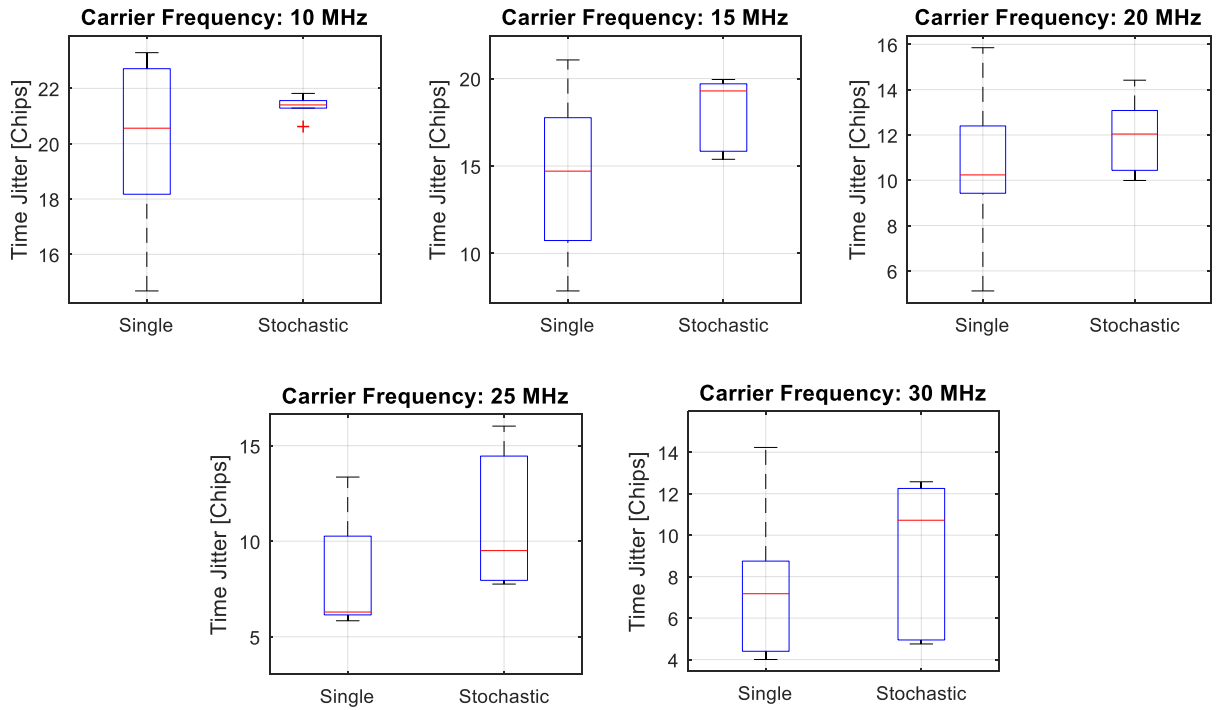 Carrier Frequency: 10 MHz
Time Jitter [Chips]
22
20
18
16
Single Stochastic
Carrier Frequency: 15 MHz
Time Jitter [Chips]
20
15
10
Single Stochastic
Carrier Frequency: 20 MHz
Time Jitter [Chips]
16
14
12
10
8
6
Single Stochastic
Carrier Frequency: 25 MHz
Time Jitter [Chips]
15
10
5
Single Stochastic
Carrier Frequency: 30 MHz
Time Jitter [Chips]
14
12
10
8
6
4
Single Stochastic